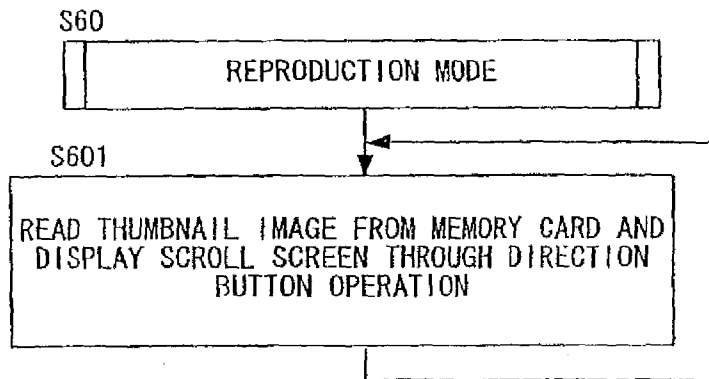 S60
REPRODUCTION MODE
S601
READ THUMBNAIL IMAGE FROM MEMORY CARD AND
DISPLAY SCROLL SCREEN THROUGH DIRECTION
BUTTON OPERATION